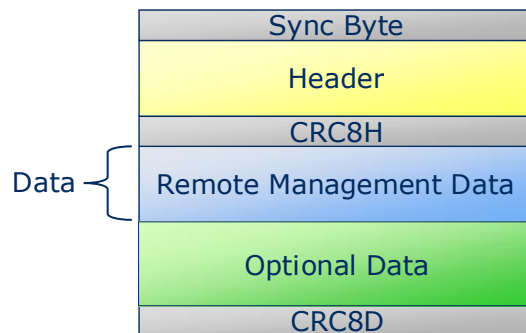 Sync Byte
Header
CRC8H
Data
Remote Management Data
Optional Data
CRC8D